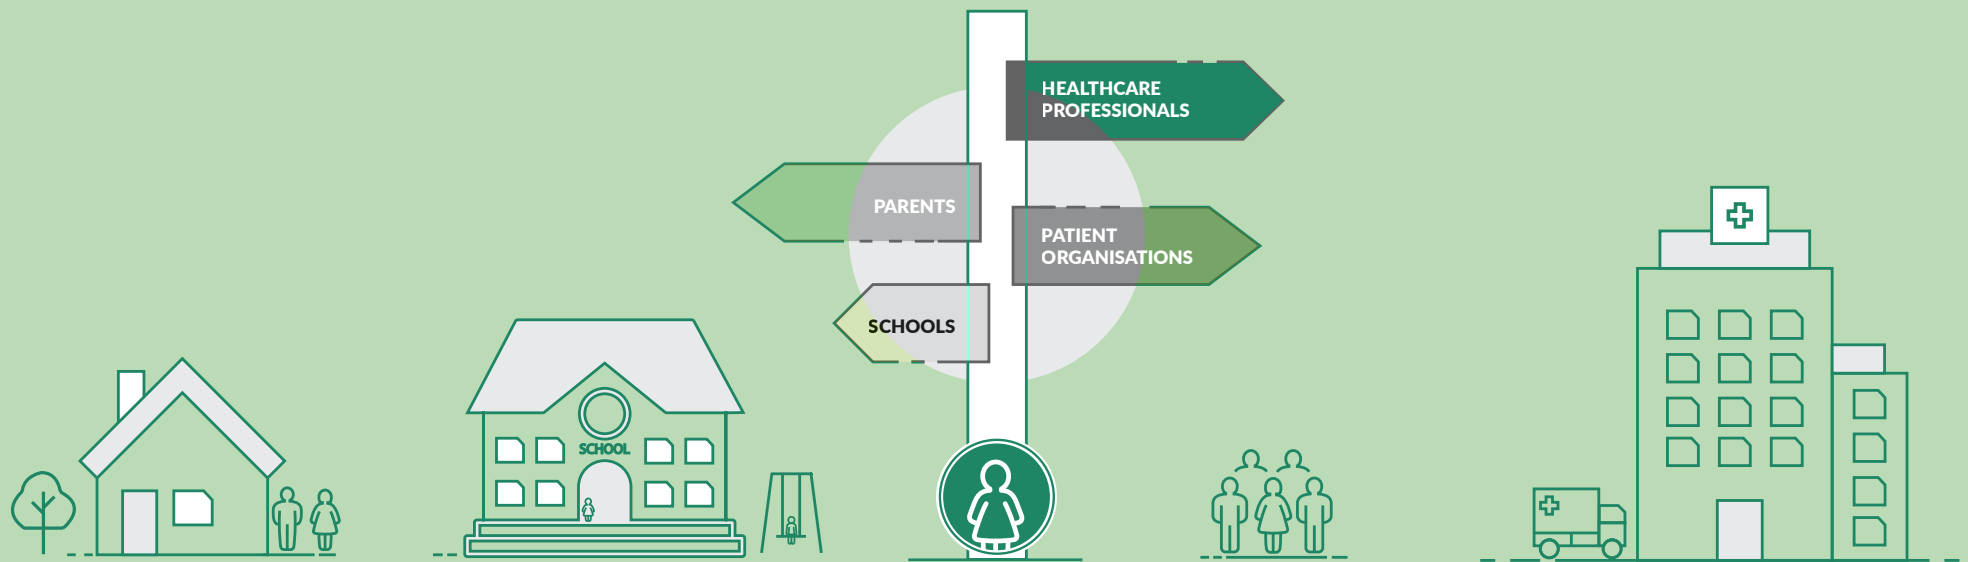 HEALTHCARE
PROFESSIONALS
PARENTS
PATIENT
ORGANISATIONS
SCHOOLS
SCHOOL